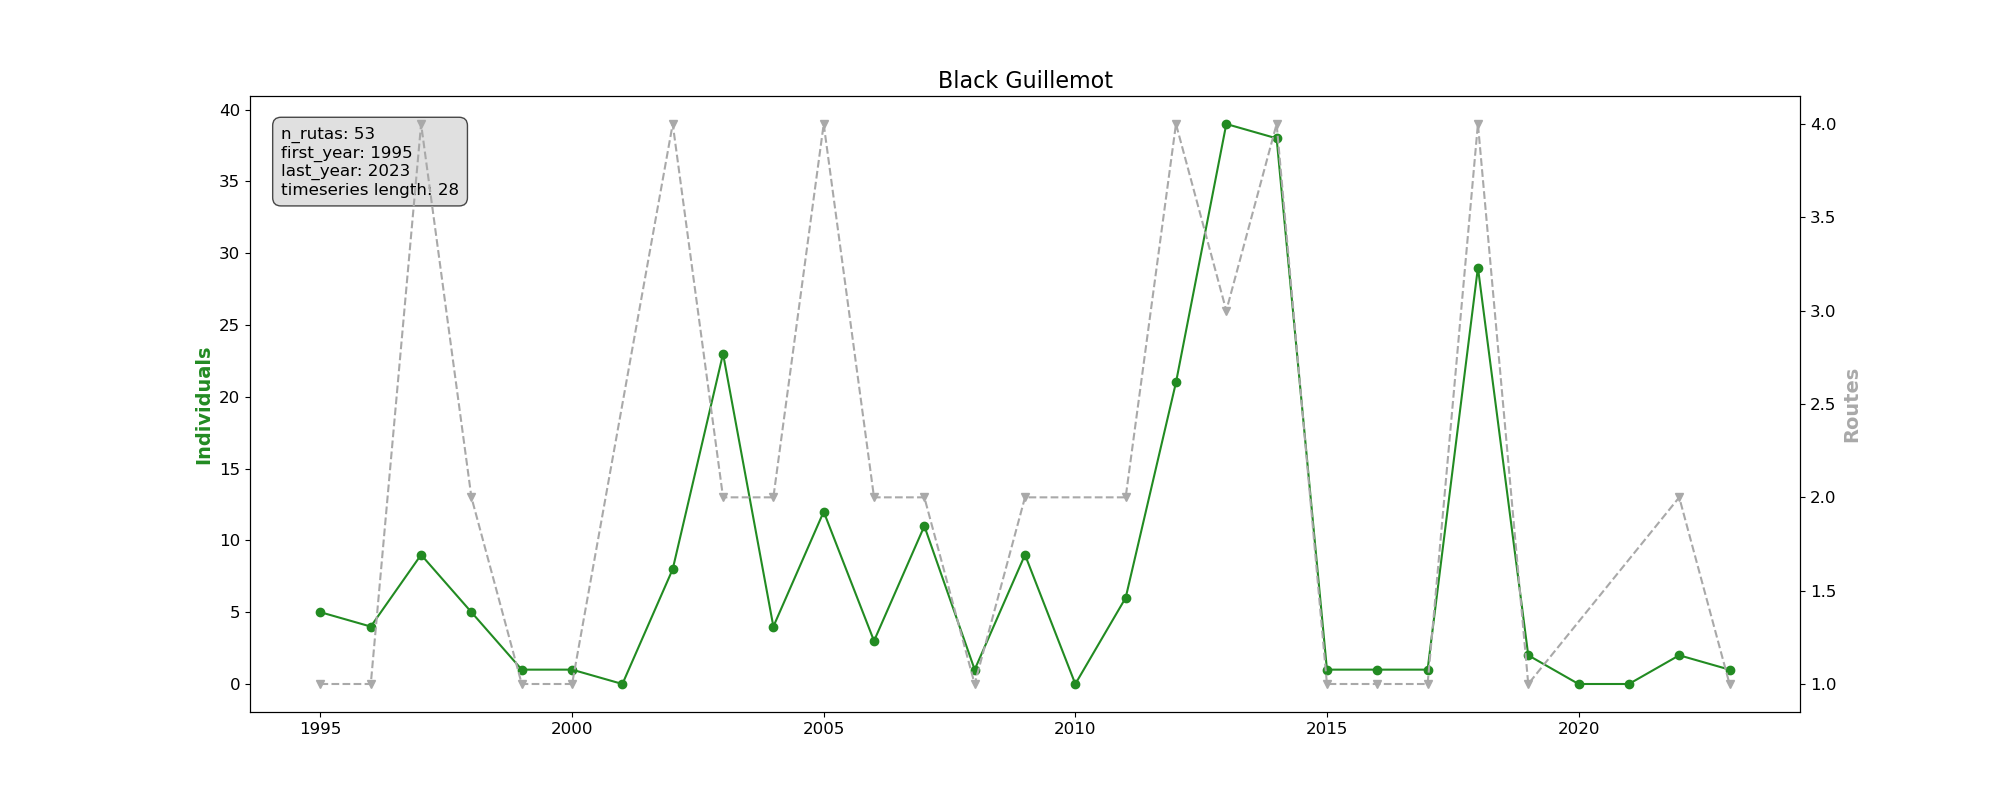 Black Guillemot
n_rutas: 53
first_year: 1995
last_year: 2023
timeseries length: 28
40
35
30
25
20
15
10
5
0
Individuals
4.0
3.5
3.0
2.5
2.0
1.5
1.0
Routes
1995 2000 2005 2010 2015 2020